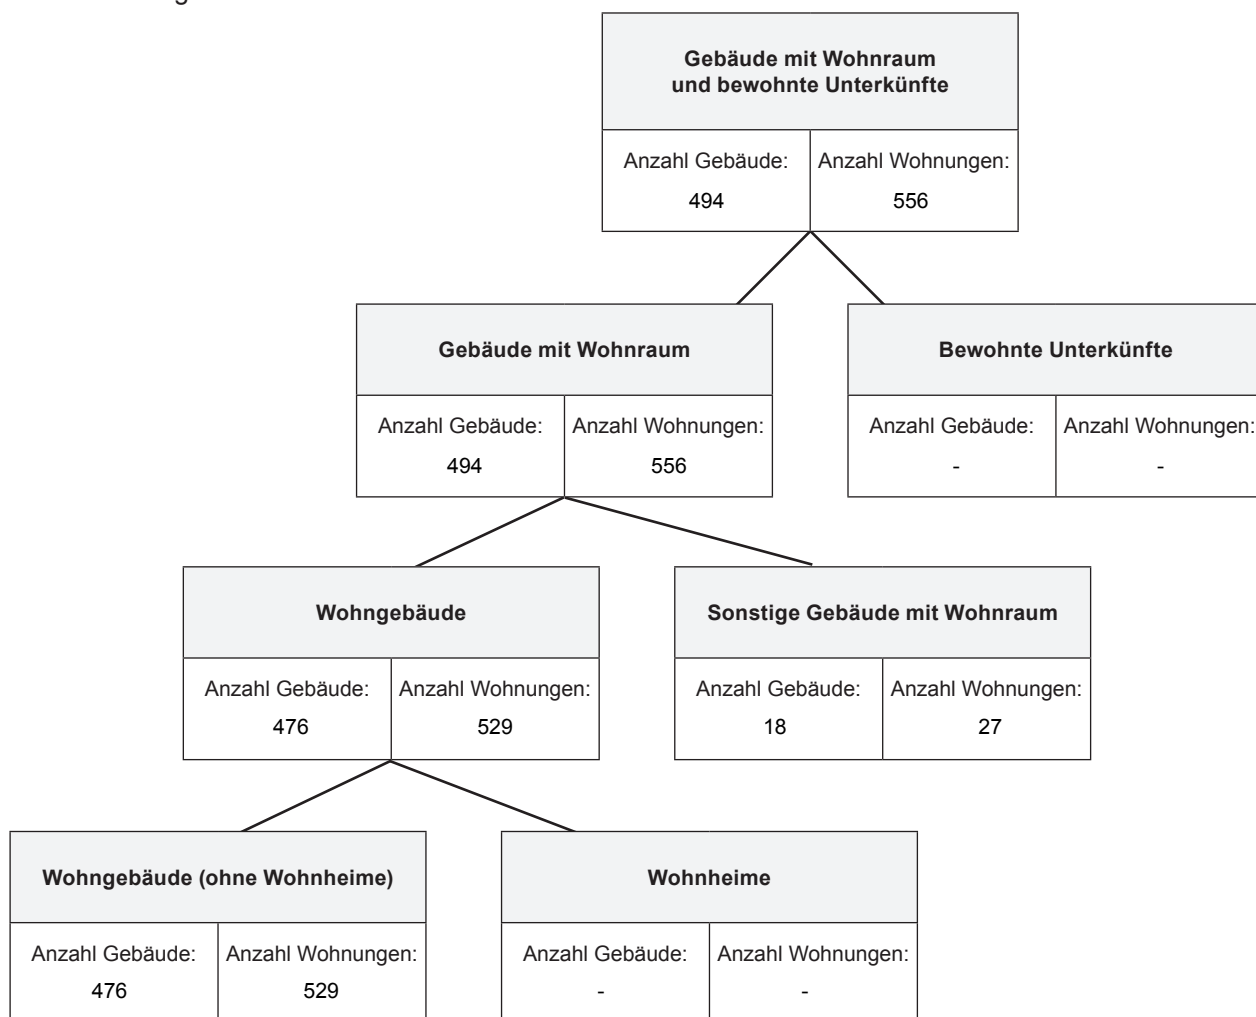 Gebäude mit Wohnraum
und bewohnte Unterkünfte
Anzahl Gebäude: Anzahl Wohnungen:
494 556
Gebäude mit Wohnraum
Anzahl Gebäude: Anzahl Wohnungen:
494 556
Bewohnte Unterkünfte
Anzahl Gebäude: Anzahl Wohnungen:
- -
Wohngebäude
Anzahl Gebäude: Anzahl Wohnungen:
476 529
Sonstige Gebäude mit Wohnraum
Anzahl Gebäude: Anzahl Wohnungen:
18 27
Wohngebäude (ohne Wohnheime)
Anzahl Gebäude: Anzahl Wohnungen:
476 529
Wohnheime
Anzahl Gebäude: Anzahl Wohnungen:
- -